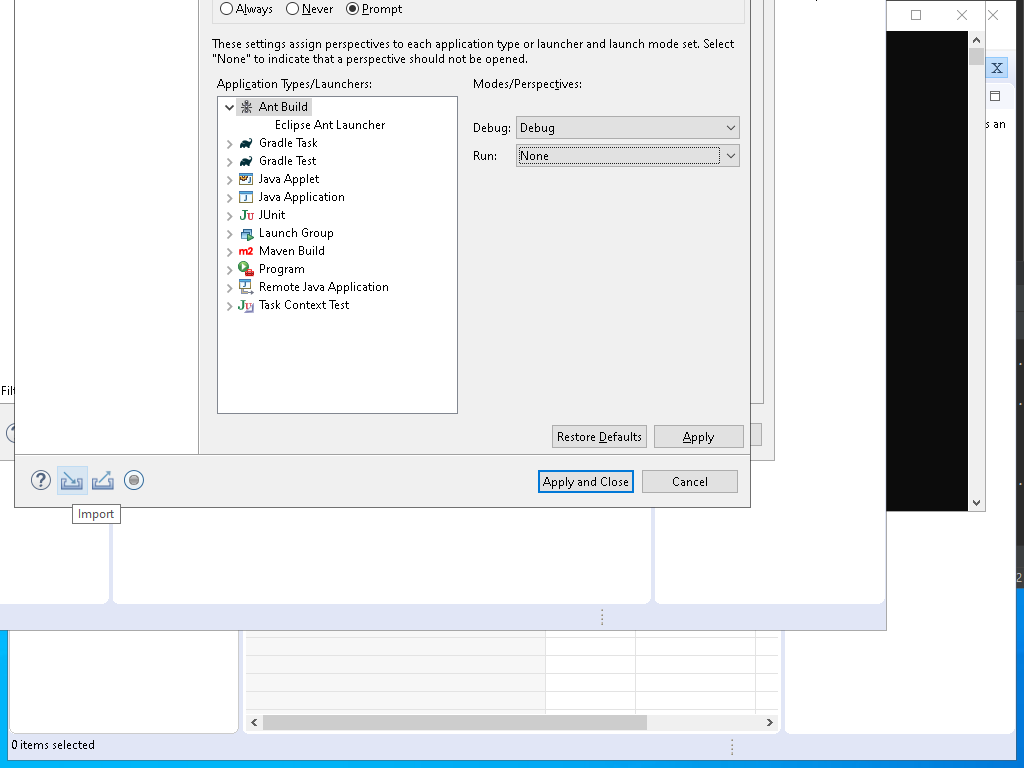 Always Never Prompt
These settings assign perspectives to each application type or launcher and launch mode set. Select
"None" to indicate that a perspective should not be opened.
Application Types/Launchers: Modes/Perspectives:
Ant Build
Eclipse Ant Launcher
Debug: Debug
Gradle Task
Run: None
Gradle Test
Java Applet
Java Application
JUnit
Launch Group
Maven Build
Program
Remote Java Application
Task Context Test
Restore Defaults Apply
Apply and Close Cancel
Import
X
s an
Filt
2
0 items selected